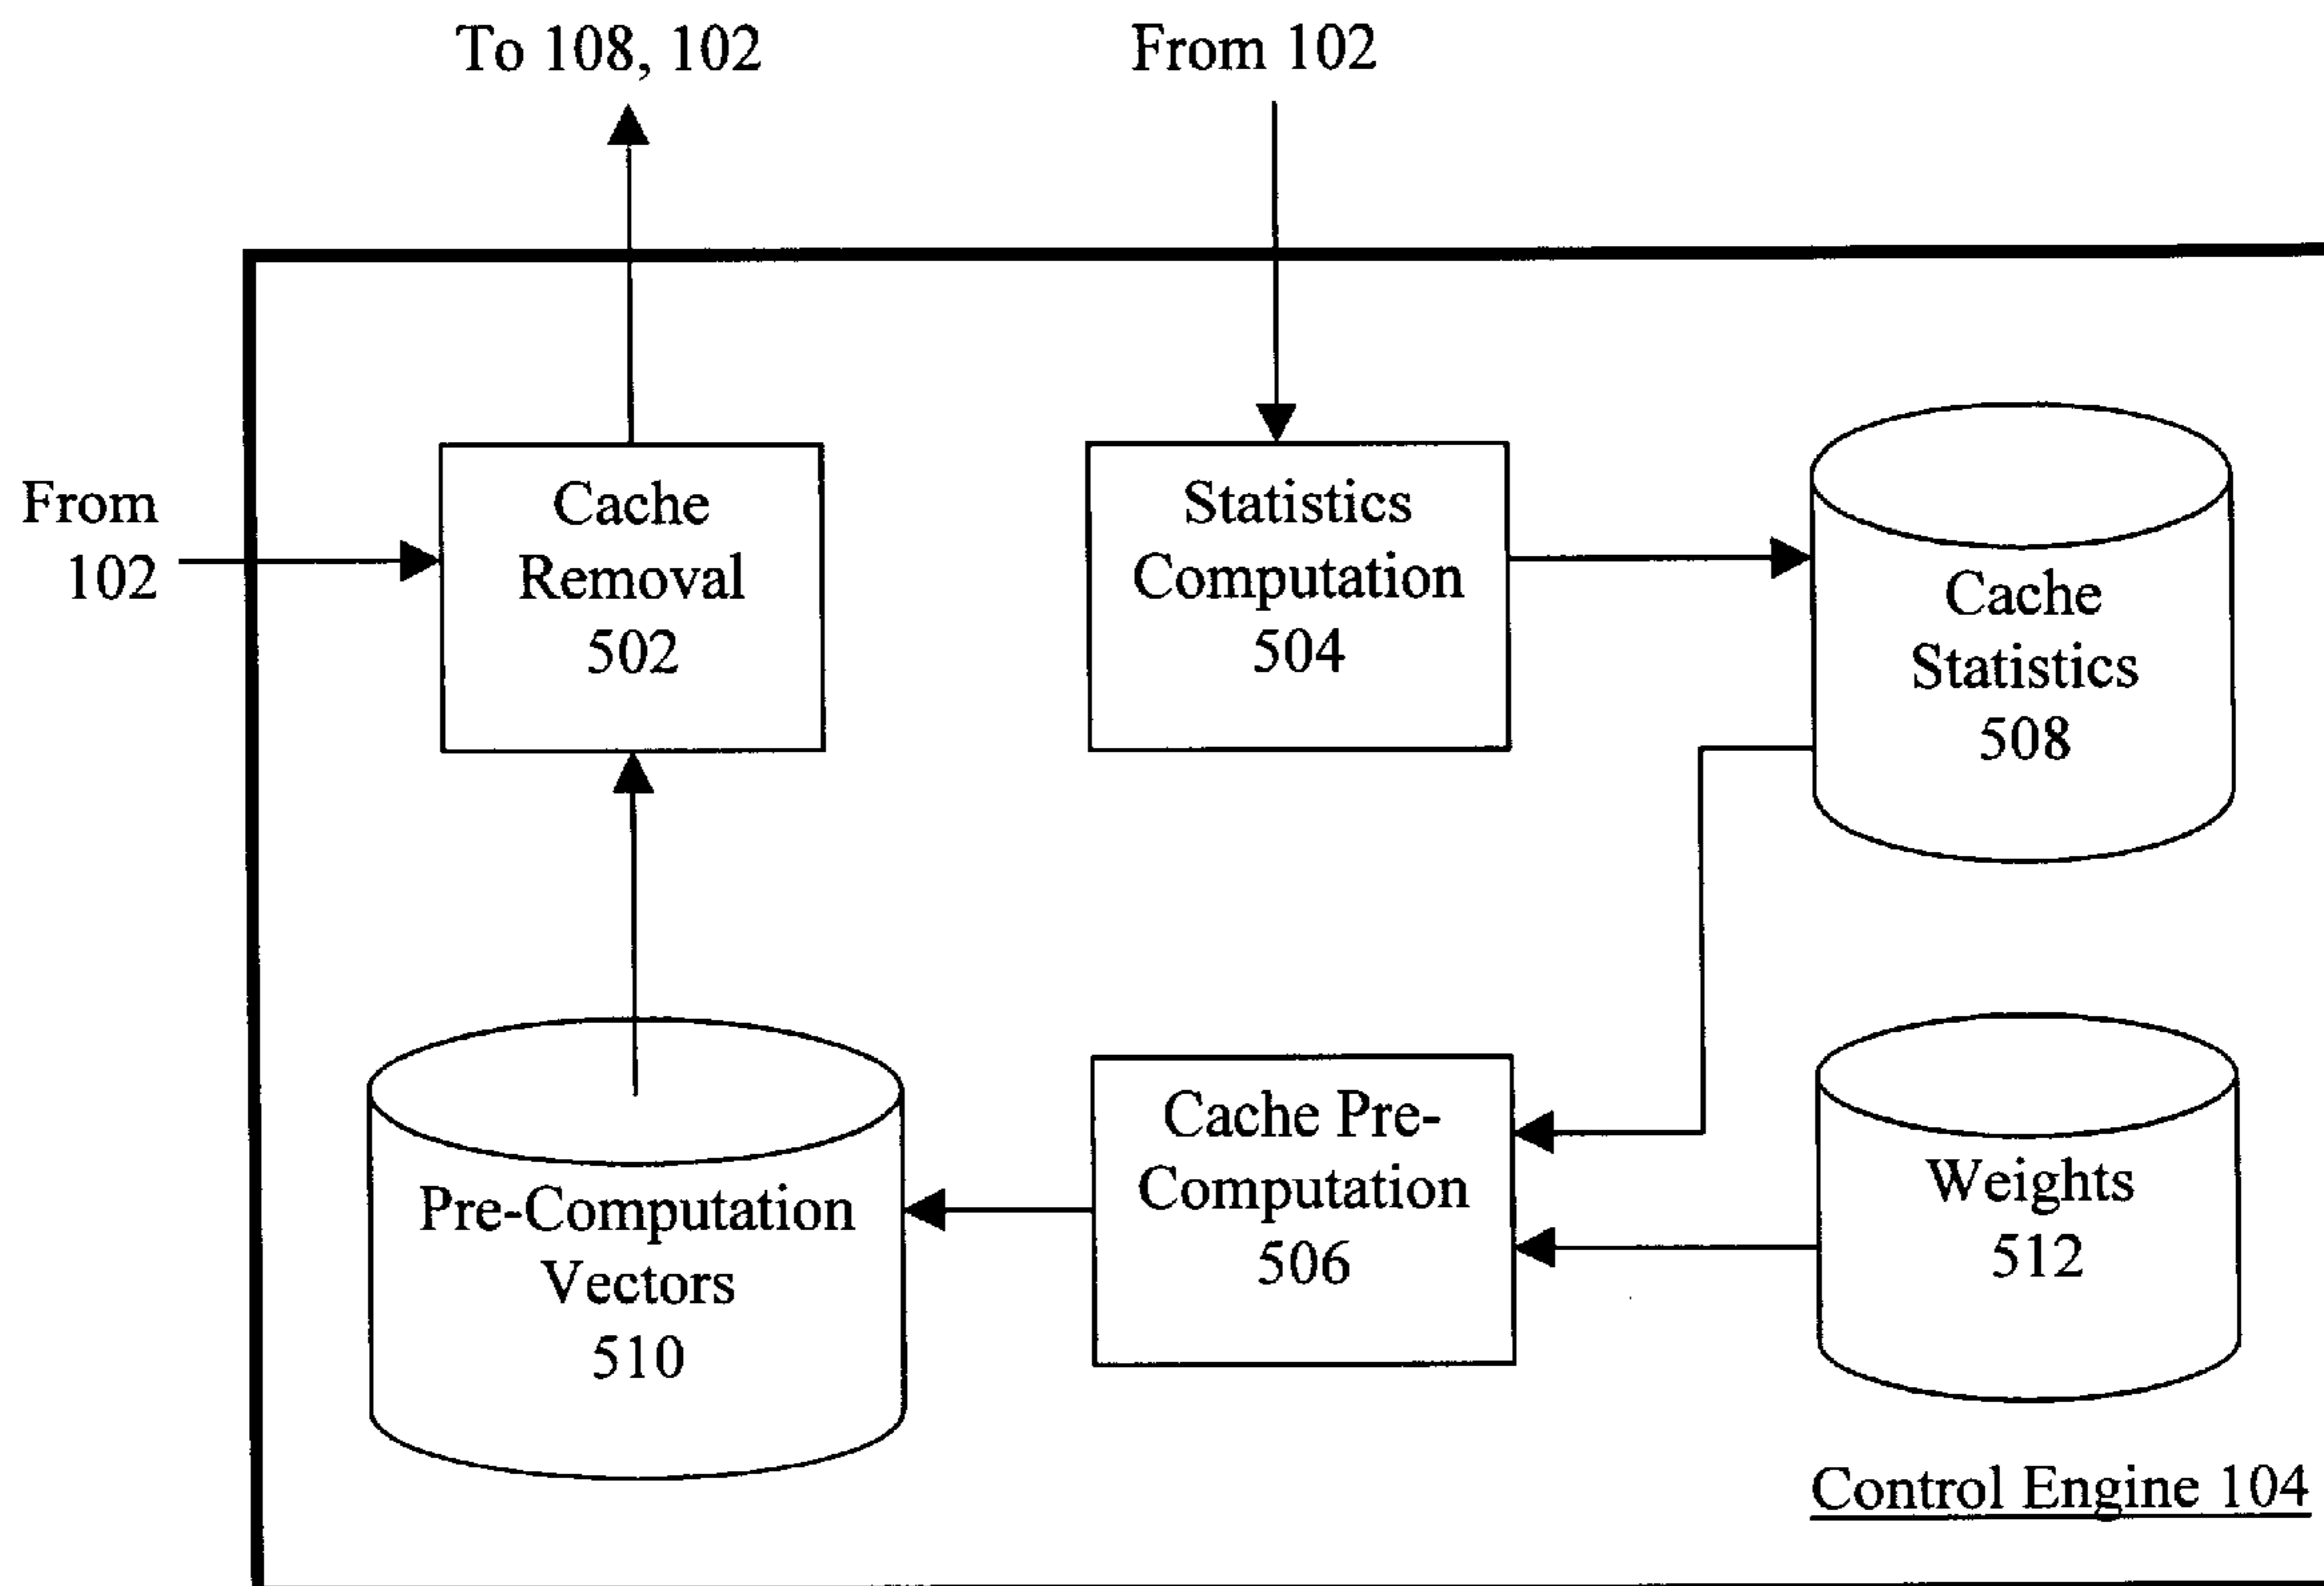 To 108, 102
From 102
From
102
Cache
Removal
502
Statistics
Computation
504
Cache
Statistics
508
Pre-Computation
Vectors
510
Cache Pre-
Computation
506
Weights
512
Control Engine 104